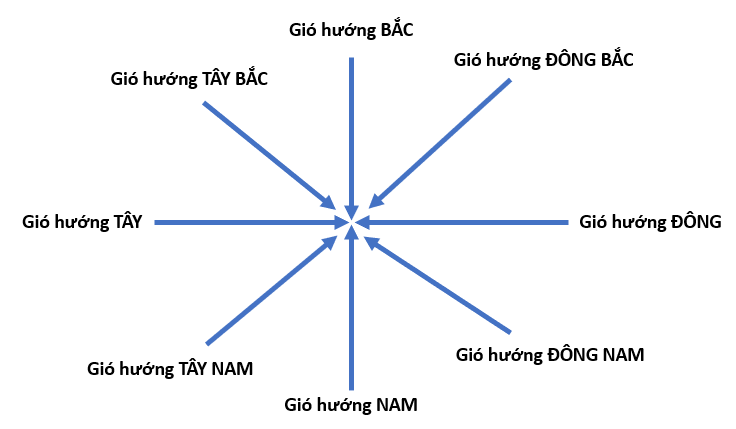 Gió hướng BẮC
Gió hướng ĐÔNG BẮC
Gió hướng TÂY BẮC
Gió hướng TÂY
Gió hướng ĐÔNG
Gió hướng ĐÔNG NAM
Gió hướng TÂY NAM
Gió hướng NAM